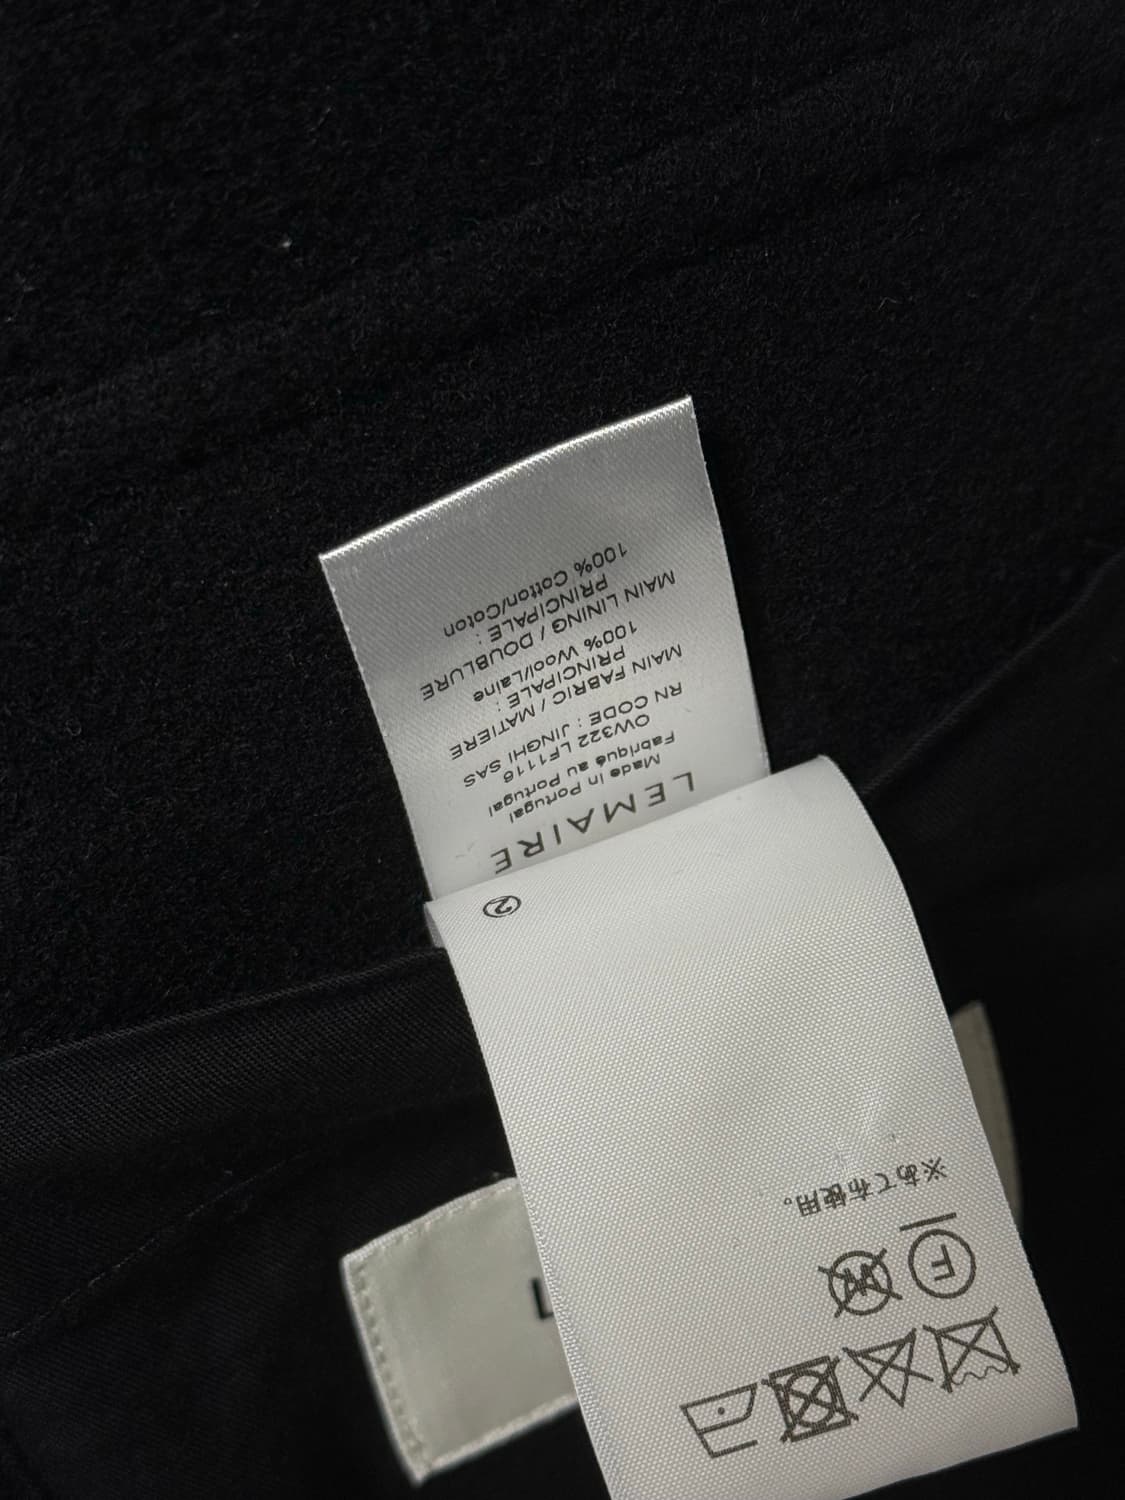 LEMAIRE
Made in Portugal
Fabriqué au Portugal
OW322 LF1116
RN CODE : JINGHI SAS
MAIN FABRIC / MATIERE
PRINCIPALE :
100% Wool/Laine
MAIN LINING / DOUBLURE
PRINCIPALE :
100% Cotton/Coton
F
W
※あて布使用。
②
L